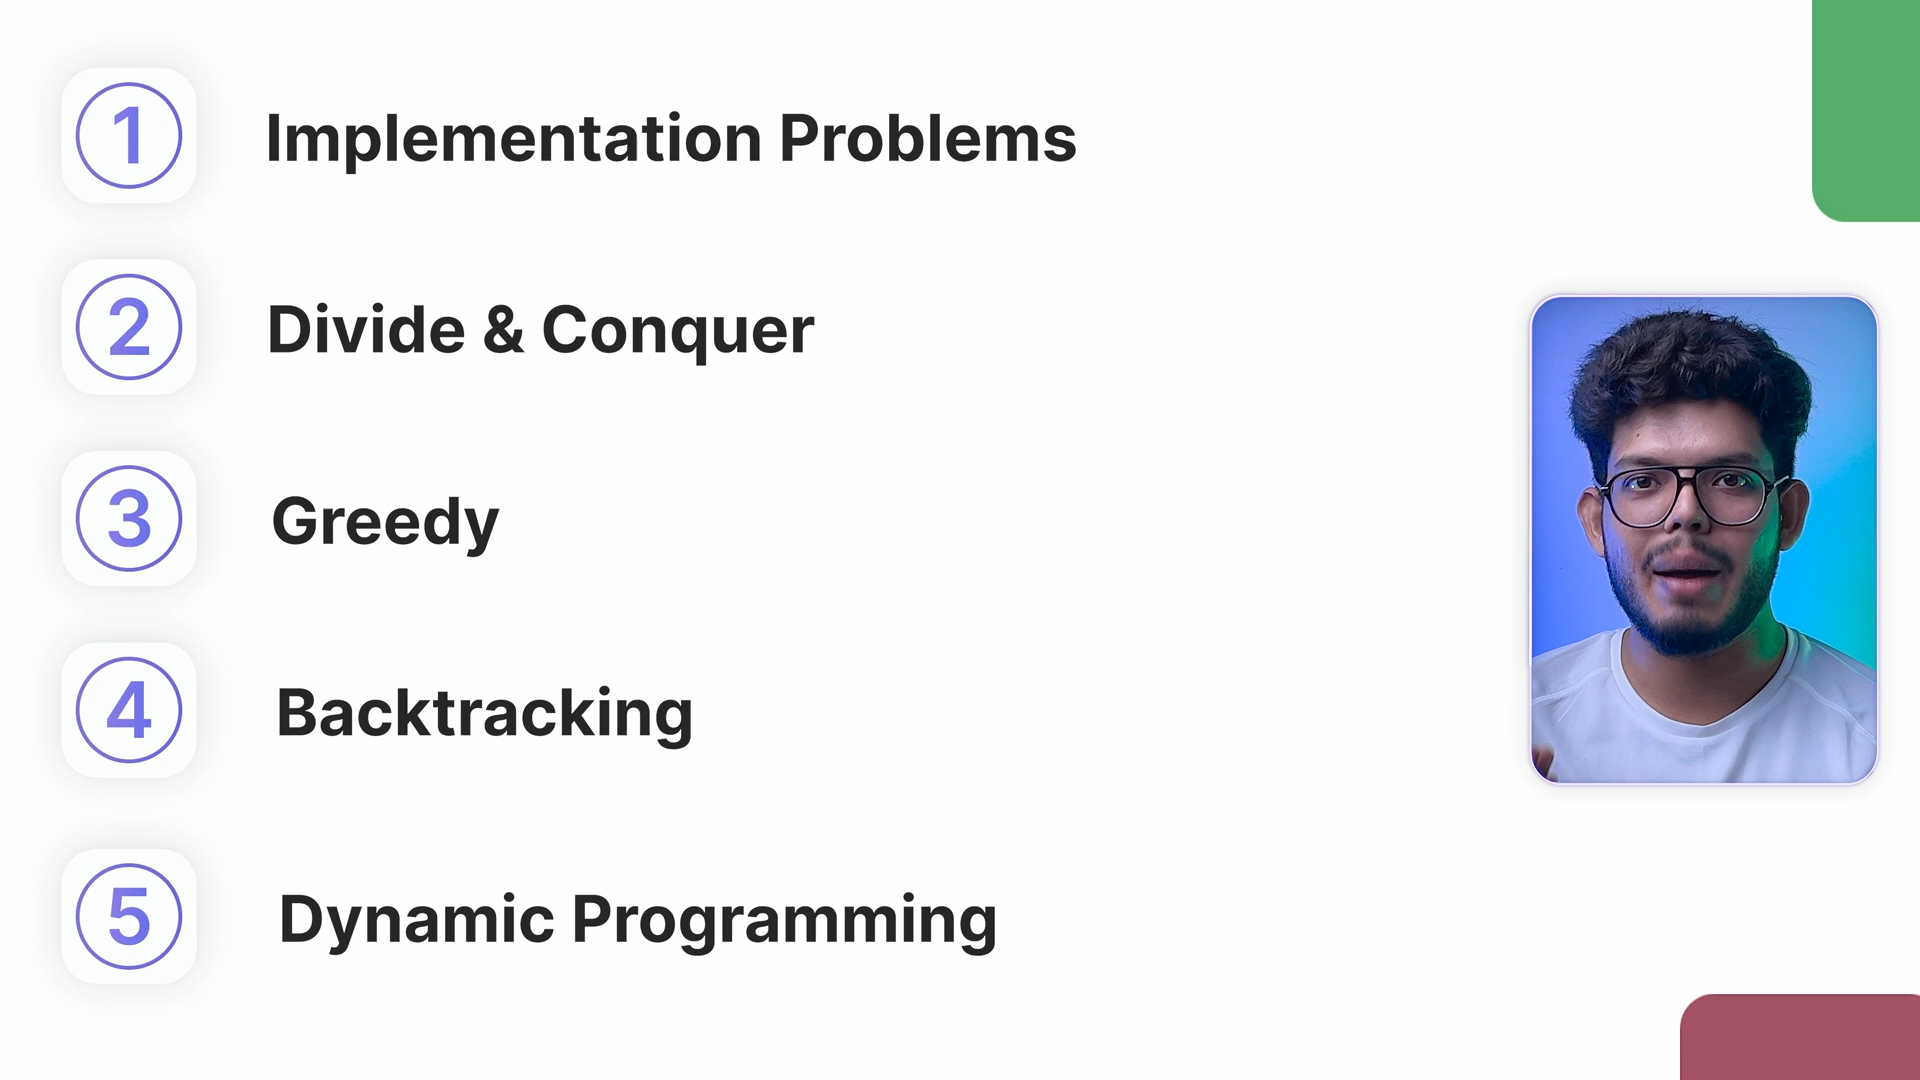 1 Implementation Problems
2 Divide & Conquer
3 Greedy
4 Backtracking
5 Dynamic Programming